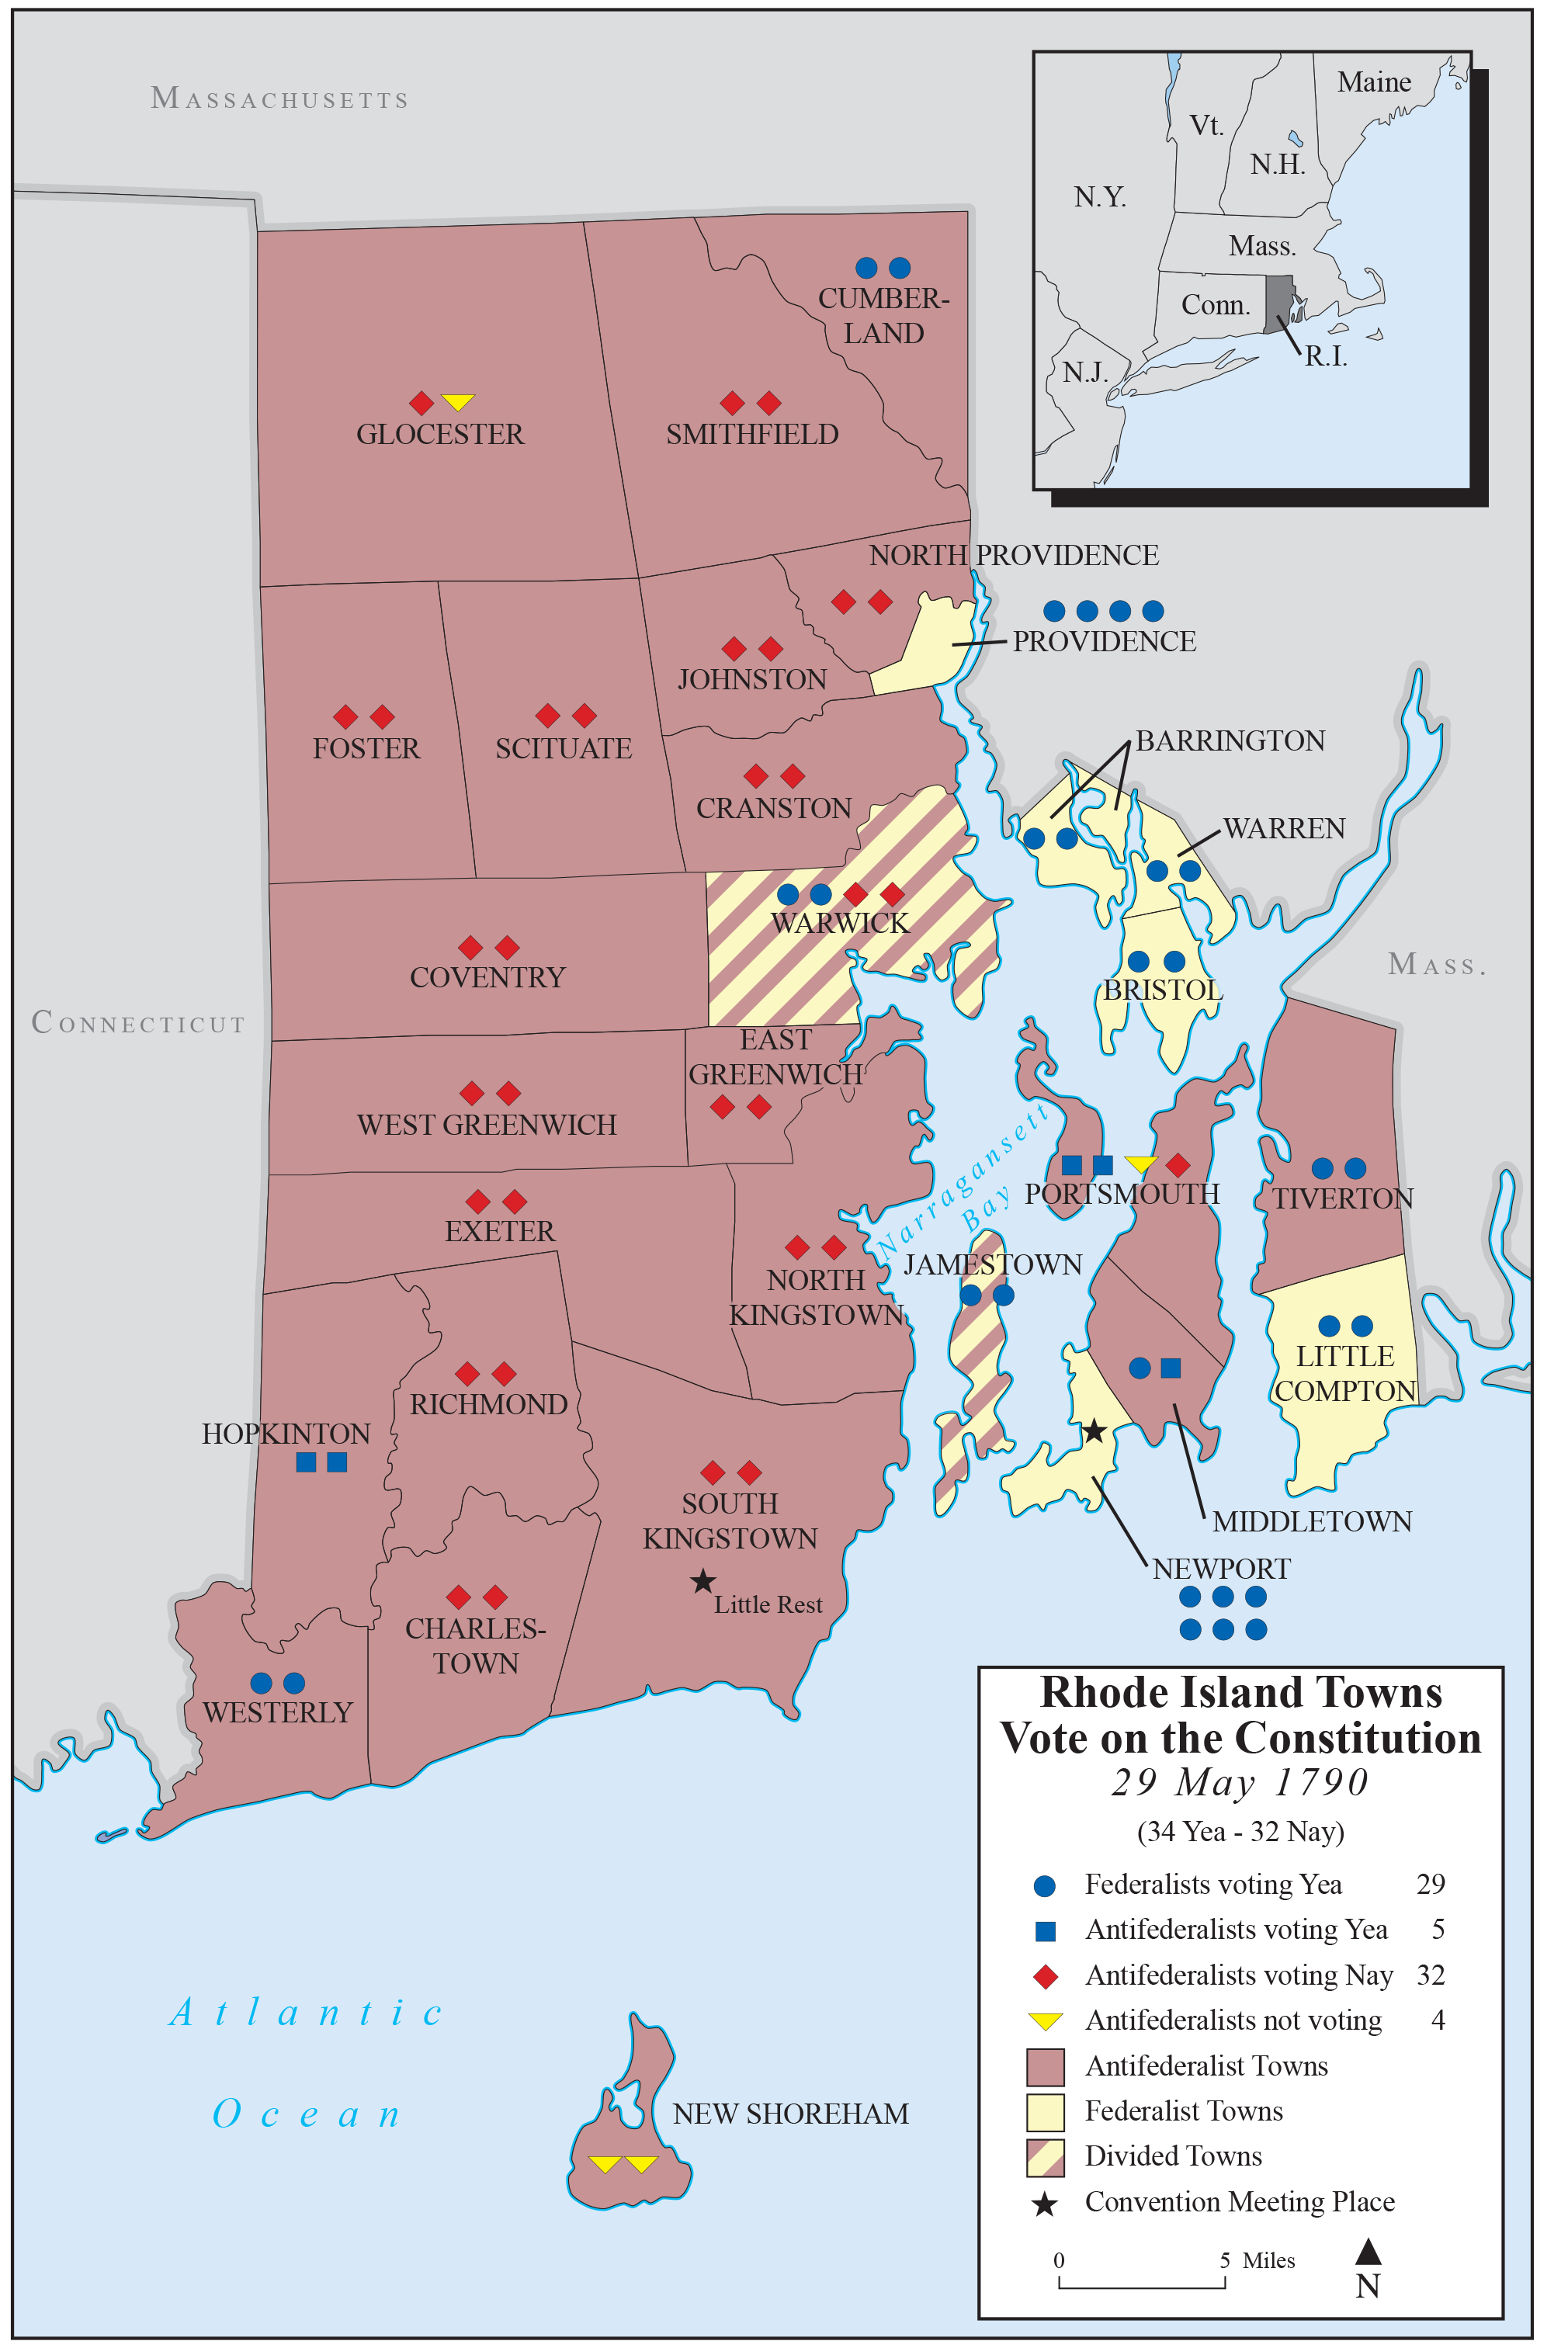 MASSACHUSETTS
Maine
Vt.
N.H.
N.Y.
Mass.
Conn.
R.I.
N.J.
CUMBER-
LAND
GLOCESTER
SMITHFIELD
NORTH PROVIDENCE
PROVIDENCE
JOHNSTON
FOSTER
SCITUATE
BARRINGTON
CRANSTON
WARREN
WARWICK
COVENTRY
MASS.
BRISTOL
CONNECTICUT
EAST
GREENWICH
WEST GREENWICH
Narragansett
Bay
PORTSMOUTH
TIVERTON
EXETER
JAMESTOWN
NORTH
KINGSTOWN
LITTLE
COMPTON
RICHMOND
HOPKINTON
SOUTH
KINGSTOWN
MIDDLETOWN
NEWPORT
Little Rest
CHARLES-
TOWN
WESTERLY
Rhode Island Towns
Vote on the Constitution
29 May 1790
(34 Yea - 32 Nay)
Federalists voting Yea 29
Antifederalists voting Yea 5
Antifederalists voting Nay 32
Antifederalists not voting 4
Antifederalist Towns
Federalist Towns
Divided Towns
Convention Meeting Place
0 5 Miles
N
Atlantic
Ocean
NEW SHOREHAM